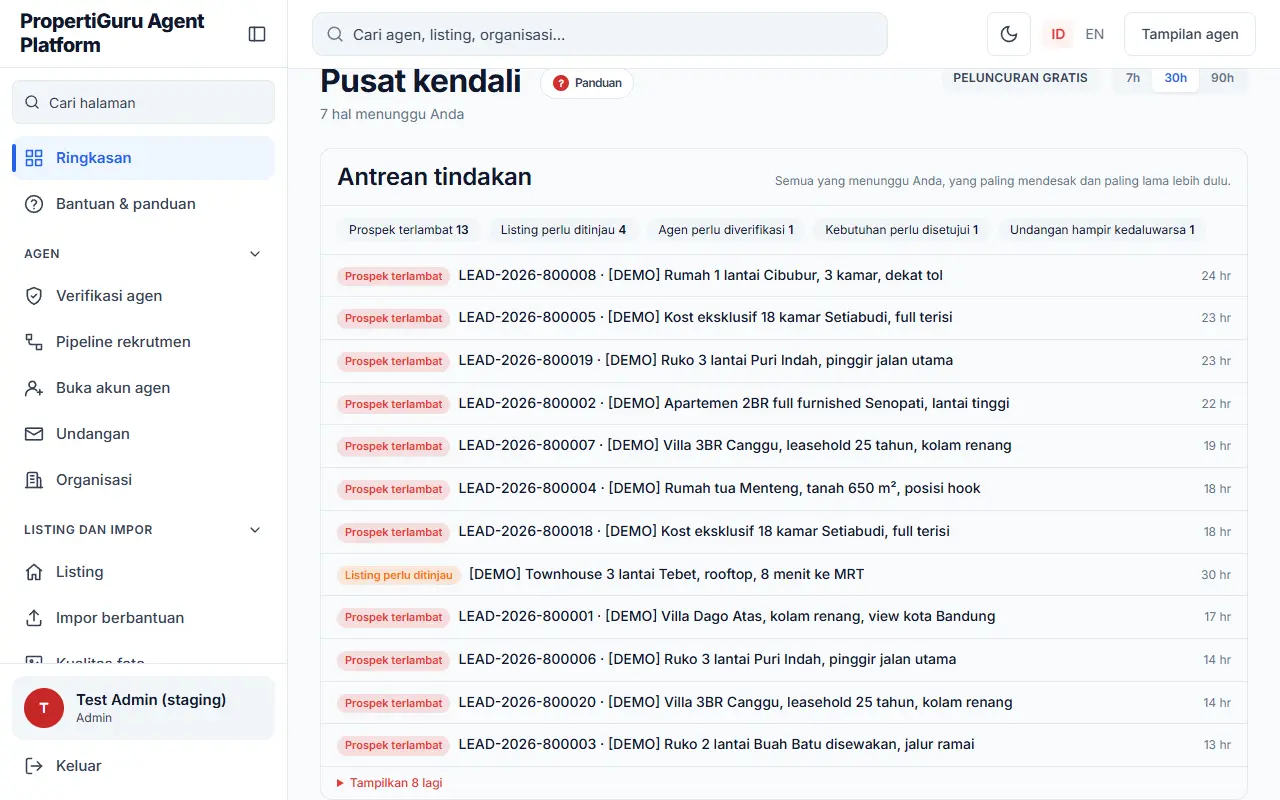 PropertiGuru Agent
Platform
Cari agen, listing, organisasi...
ID
EN
Tampilan agen
Cari halaman
Ringkasan
Bantuan & panduan
AGEN
Verifikasi agen
Pipeline rekrutmen
Buka akun agen
Undangan
Organisasi
LISTING DAN IMPOR
Listing
Impor berbantuan
Kualitas foto
T
Test Admin (staging)
Admin
Keluar
Pusat kendali
? Panduan
PELUNCURAN GRATIS
7h
30h
90h
7 hal menunggu Anda
Antrean tindakan
Semua yang menunggu Anda, yang paling mendesak dan paling lama lebih dulu.
Prospek terlambat 13
Listing perlu ditinjau 4
Agen perlu diverifikasi 1
Kebutuhan perlu disetujui 1
Undangan hampir kedaluwarsa 1
Prospek terlambat LEAD-2026-800008 · [DEMO] Rumah 1 lantai Cibubur, 3 kamar, dekat tol 24 hr
Prospek terlambat LEAD-2026-800005 · [DEMO] Kost eksklusif 18 kamar Setiabudi, full terisi 23 hr
Prospek terlambat LEAD-2026-800019 · [DEMO] Ruko 3 lantai Puri Indah, pinggir jalan utama 23 hr
Prospek terlambat LEAD-2026-800002 · [DEMO] Apartemen 2BR full furnished Senopati, lantai tinggi 22 hr
Prospek terlambat LEAD-2026-800007 · [DEMO] Villa 3BR Canggu, leasehold 25 tahun, kolam renang 19 hr
Prospek terlambat LEAD-2026-800004 · [DEMO] Rumah tua Menteng, tanah 650 m², posisi hook 18 hr
Prospek terlambat LEAD-2026-800018 · [DEMO] Kost eksklusif 18 kamar Setiabudi, full terisi 18 hr
Listing perlu ditinjau [DEMO] Townhouse 3 lantai Tebet, rooftop, 8 menit ke MRT 30 hr
Prospek terlambat LEAD-2026-800001 · [DEMO] Villa Dago Atas, kolam renang, view kota Bandung 17 hr
Prospek terlambat LEAD-2026-800006 · [DEMO] Ruko 3 lantai Puri Indah, pinggir jalan utama 14 hr
Prospek terlambat LEAD-2026-800020 · [DEMO] Villa 3BR Canggu, leasehold 25 tahun, kolam renang 14 hr
Prospek terlambat LEAD-2026-800003 · [DEMO] Ruko 2 lantai Buah Batu disewakan, jalur ramai 13 hr
Tampilkan 8 lagi